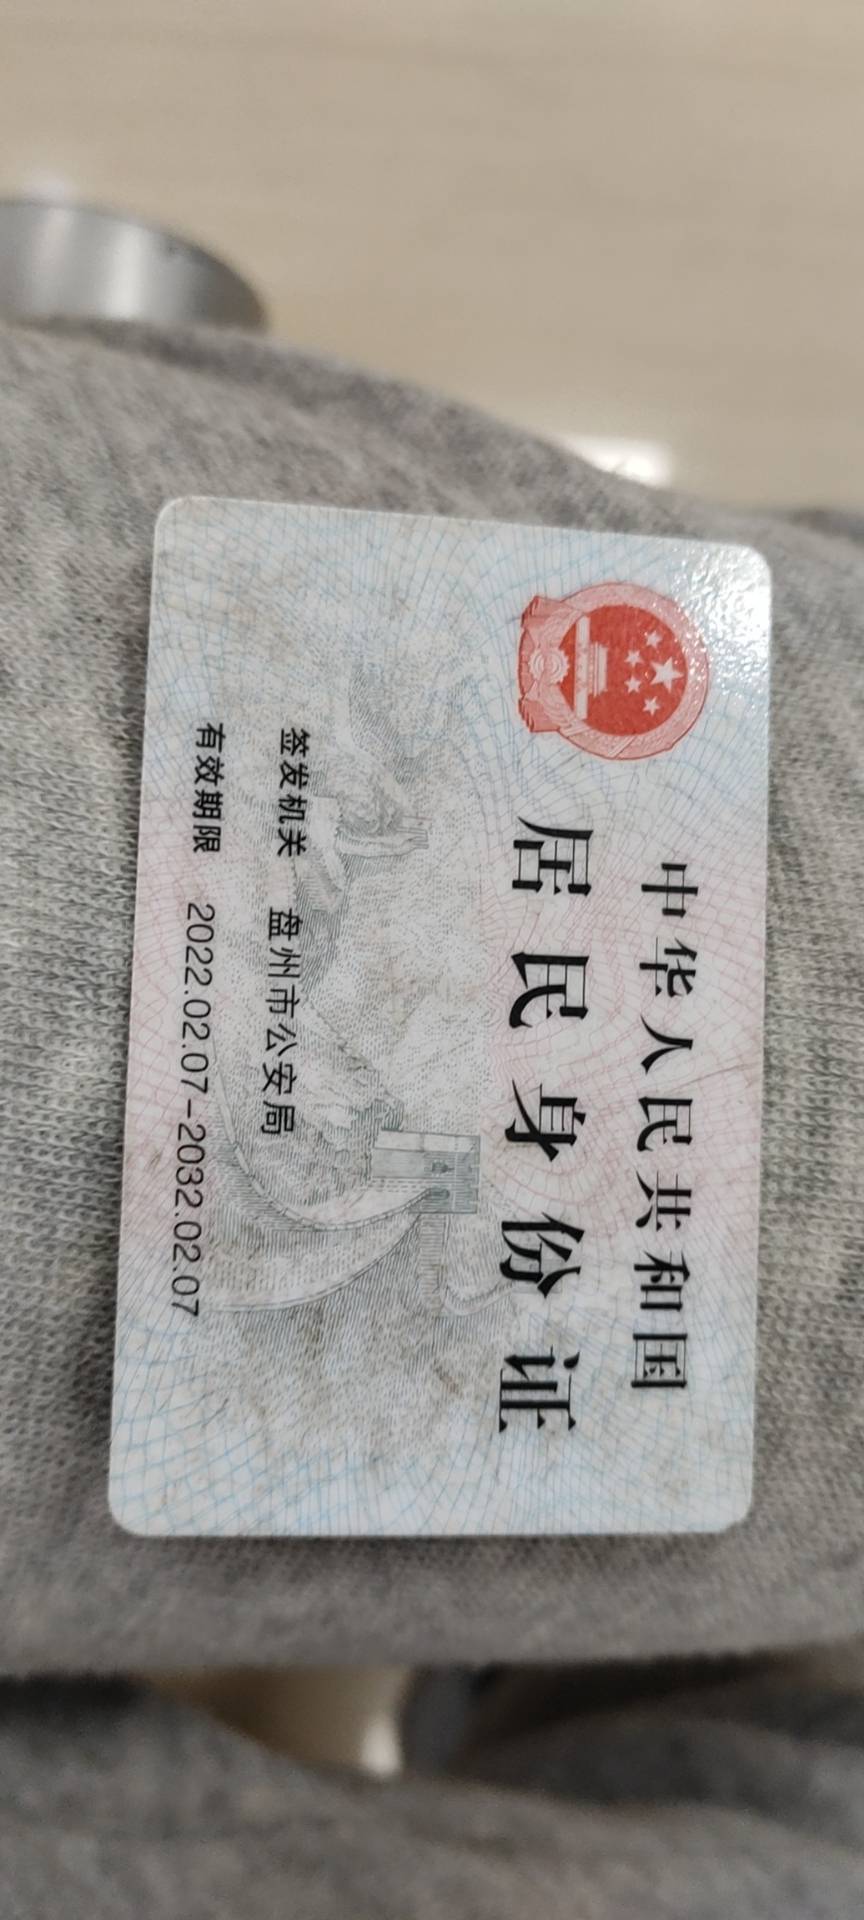 中华人民共和国
居民身份证
签发机关 盘州市公安局
有效期限 2022.02.07-2032.02.07